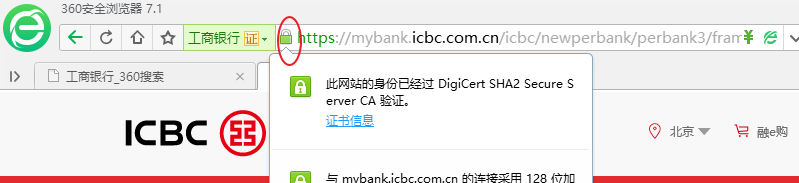 360安全浏览器 7.1
工商银行 证 https://mybank.icbc.com.cn/icbc/newperbank/perbank3/fram
工商银行_360搜索
此网站的身份已经过 DigiCert SHA2 Secure S
erver CA 验证。
证书信息
ICBC
北京
融e购
与 mybank.icbc.com.cn 的连接采用 128 位加